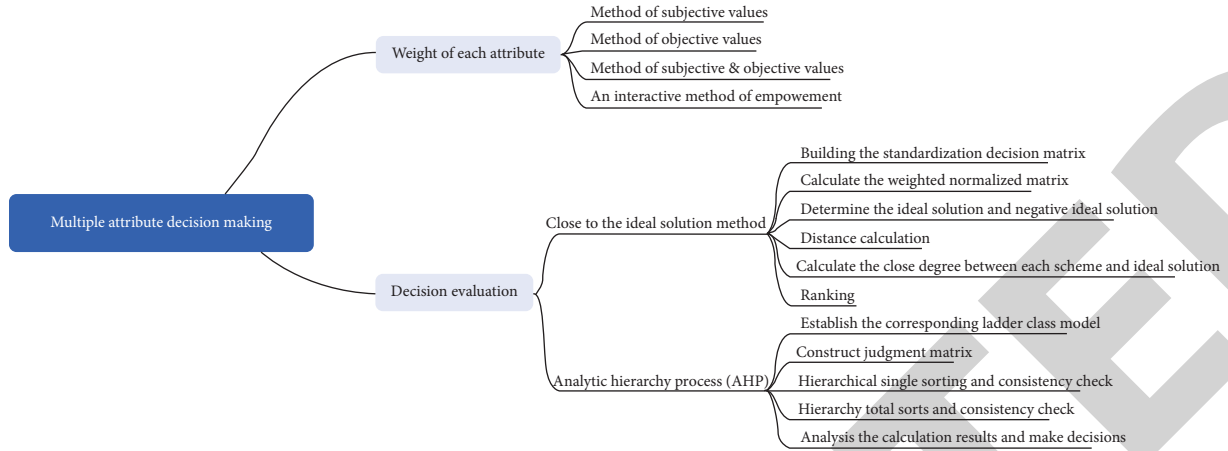 Multiple attribute decision making
Weight of each attribute
Method of subjective values
Method of objective values
Method of subjective & objective values
An interactive method of empowement
Decision evaluation
Close to the ideal solution method
Building the standardization decision matrix
Calculate the weighted normalized matrix
Determine the ideal solution and negative ideal solution
Distance calculation
Calculate the close degree between each scheme and ideal solution
Ranking
Analytic hierarchy process (AHP)
Establish the corresponding ladder class model
Construct judgment matrix
Hierarchical single sorting and consistency check
Hierarchy total sorts and consistency check
Analysis the calculation results and make decisions
TED